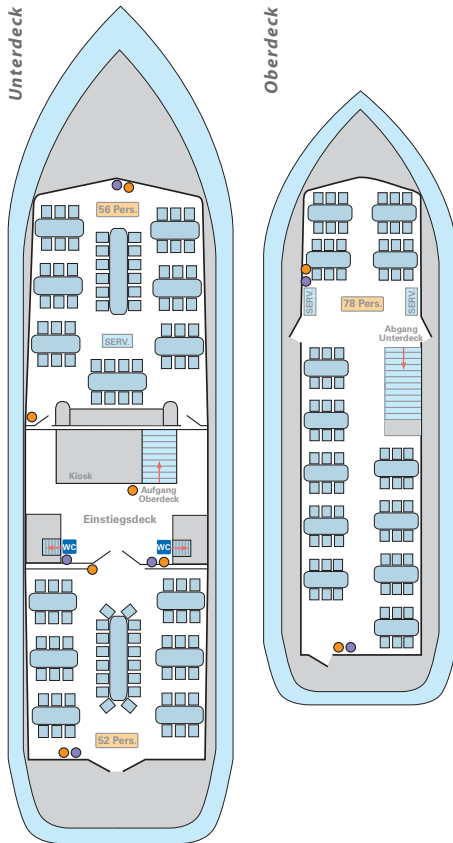 Unterdeck
56 Pers.
SERV.
Kiosk
Aufgang
Oberdeck
Einstiegsdeck
WC
WC
52 Pers.
Oberdeck
SERV.
78 Pers.
SERV.
Abgang
Unterdeck